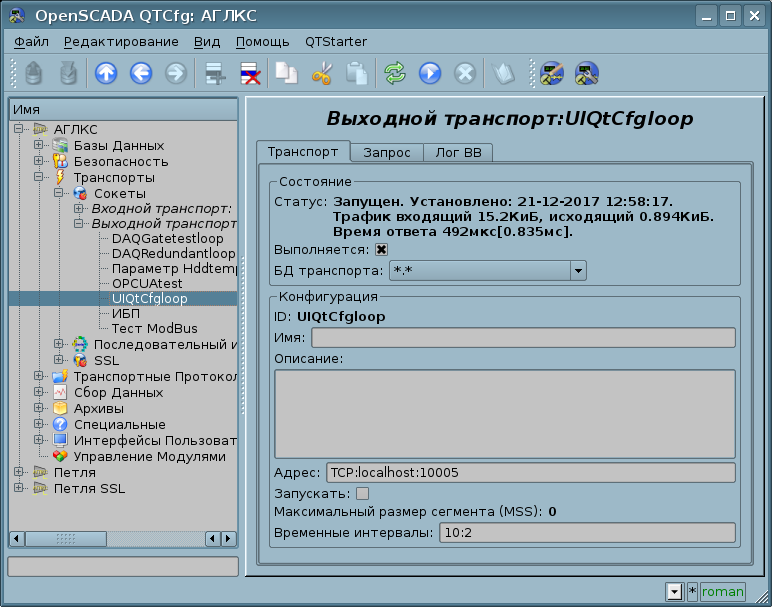 OpenSCADA QTCfg: АГЛКС
Файл Редактирование Вид Помощь QTStarter
Имя
АГЛКС
Базы Данных
Безопасность
Транспорты
Сокеты
Входной транспорт:
Выходной транспорт
DAQGatetestloop
DAQRedundantloop
Параметр Hddtemp
OPCUAtest
UIQtCfgloop
ИБП
Тест ModBus
Последовательный и
SSL
Транспортные Протокол
Сбор Данных
Архивы
Специальные
Интерфейсы Пользоват
Управление Модулями
Петля
Петля SSL
Выходной транспорт:UIQtCfgloop
Транспорт Запрос Лог ВВ
Состояние
Статус: Запущен. Установлено: 21-12-2017 12:58:17.
Трафик входящий 15.2КиБ, исходящий 0.894КиБ.
Время ответа 492мкс[0.835мс].
Выполняется:
БД транспорта: *.*
Конфигурация
ID: UIQtCfgloop
Имя:
Описание:
Адрес: TCP:localhost:10005
Запускать:
Максимальный размер сегмента (MSS): 0
Временные интервалы: 10:2
* roman